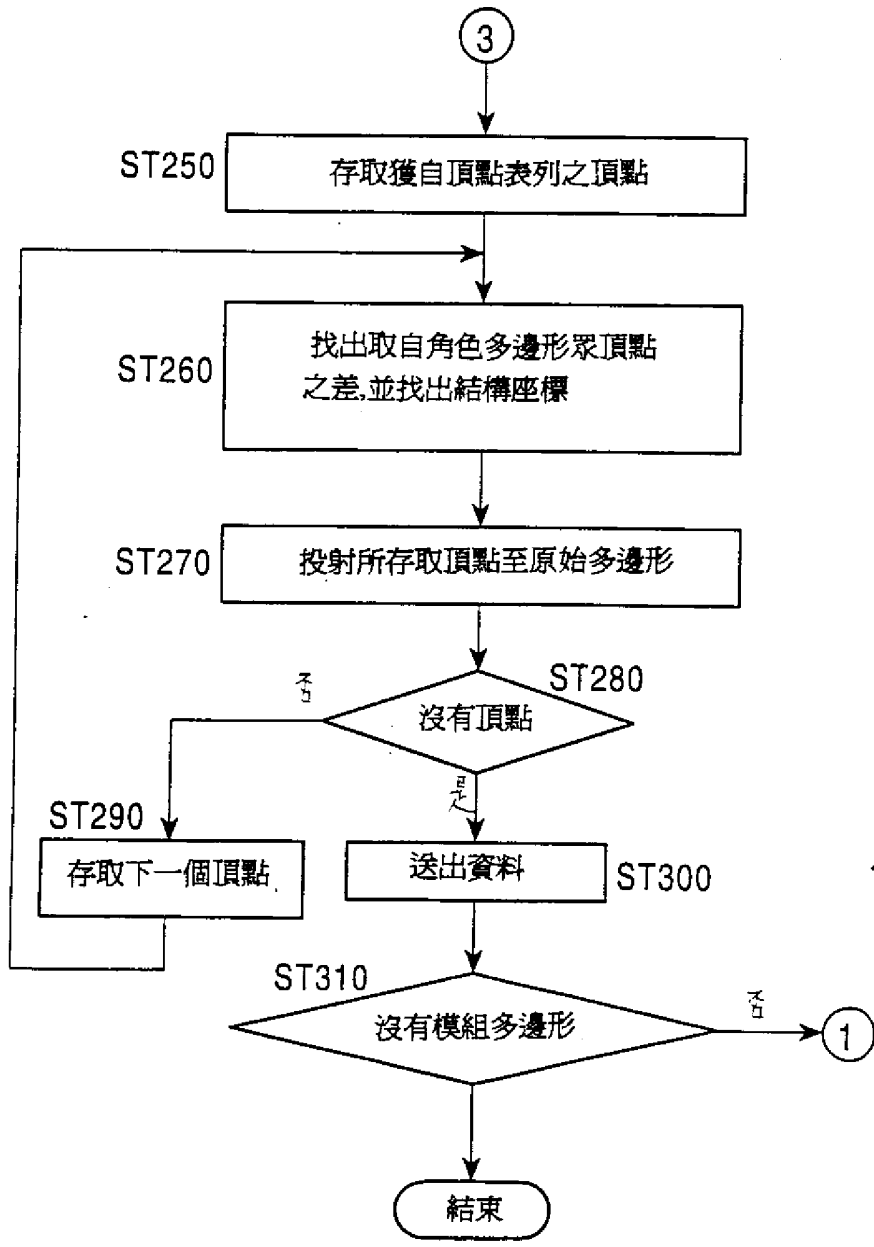 3
ST250
存取獲自頂點表列之頂點
ST260
找出取自角色多邊形眾頂點
之差,並找出結構座標
ST270
投射所存取頂點至原始多邊形
ST280
沒有頂點
否
是
ST290
存取下一個頂點
送出資料
ST300
ST310
沒有模組多邊形
否
1
結束